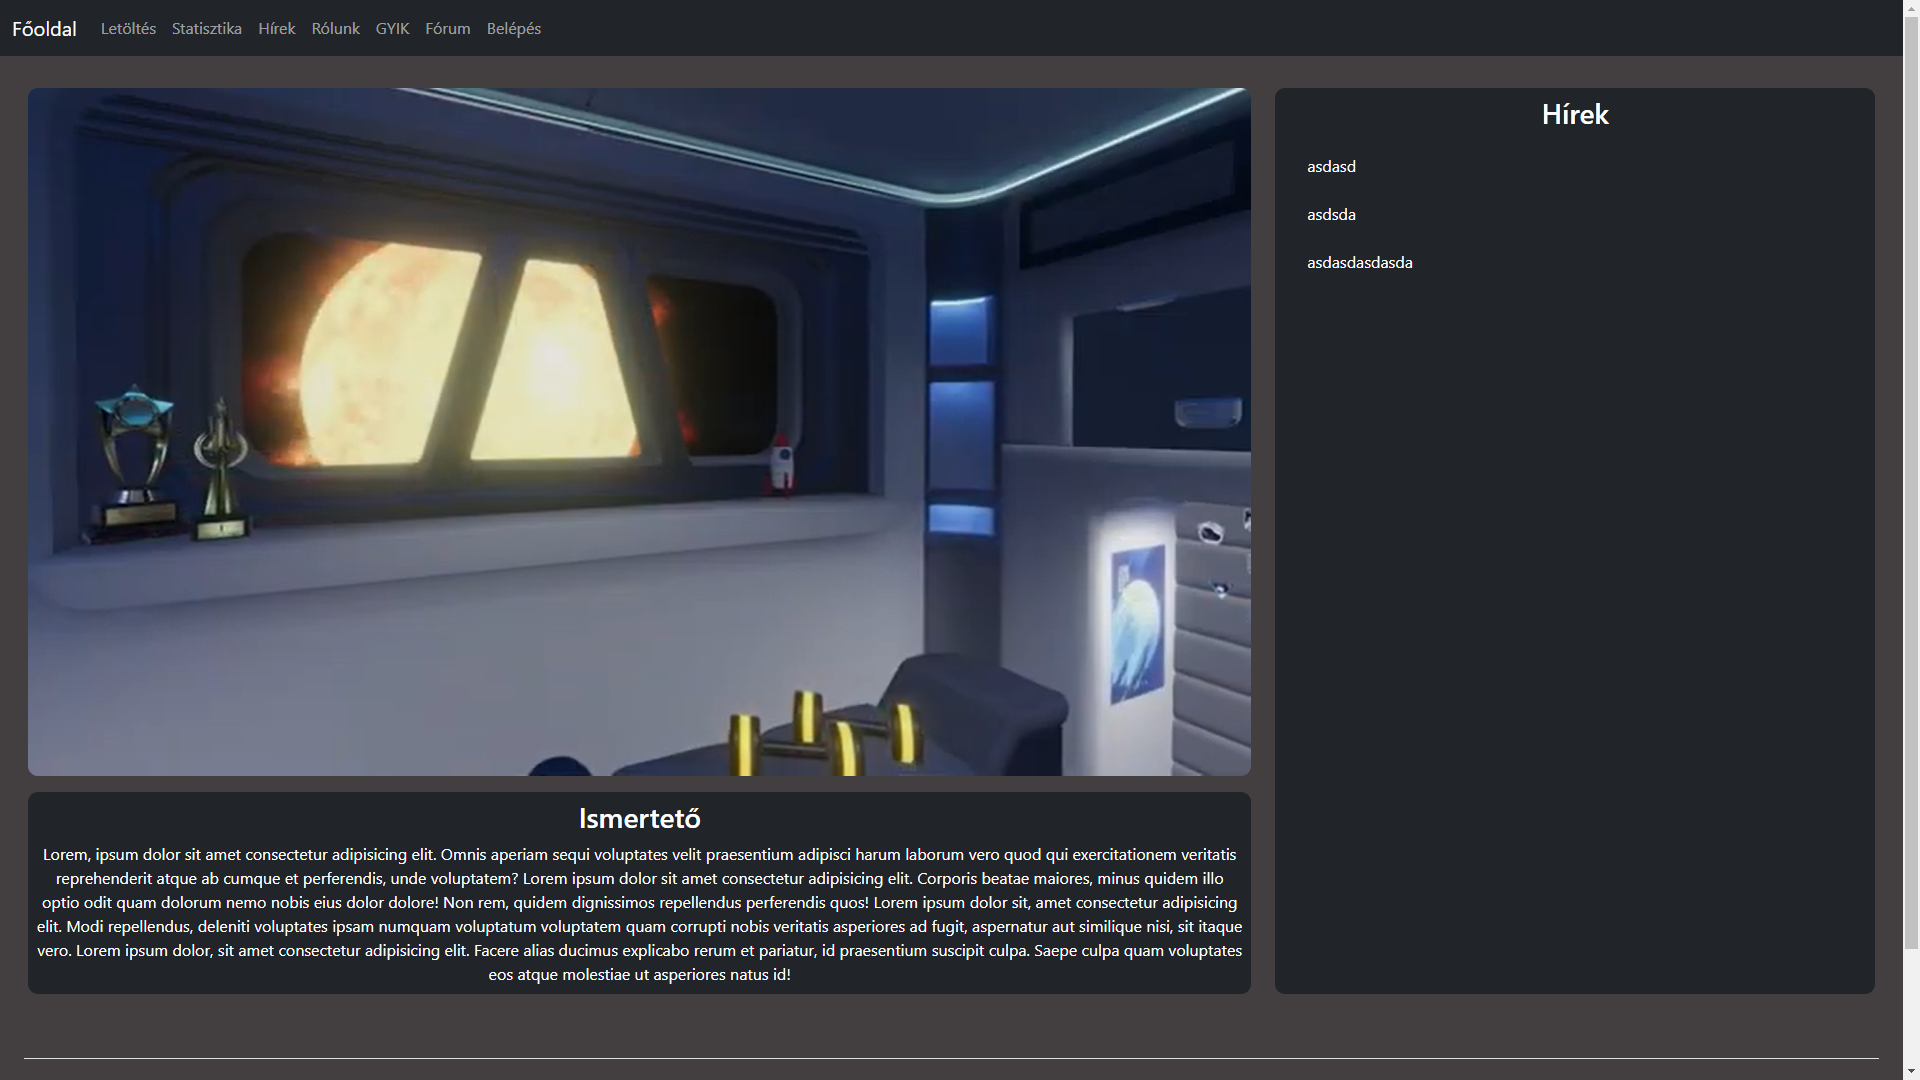 Főoldal Letöltés Statisztika Hírek Rólunk GYIK Fórum Belépés
Hírek
asdasd
asdsda
asdasdasdasda
Ismertető
Lorem, ipsum dolor sit amet consectetur adipisicing elit. Omnis aperiam sequi voluptates velit praesentium adipisci harum laborum vero quod qui exercitationem veritatis
reprehenderit atque ab cumque et perferendis, unde voluptatem? Lorem ipsum dolor sit amet consectetur adipisicing elit. Corporis beatae maiores, minus quidem illo
optio odit quam dolorum nemo nobis eius dolor dolore! Non rem, quidem dignissimos repellendus perferendis quos! Lorem ipsum dolor sit, amet consectetur adipisicing
elit. Modi repellendus, deleniti voluptates ipsam numquam voluptatum voluptatem quam corrupti nobis veritatis asperiores ad fugit, aspernatur aut similique nisi, sit itaque
vero. Lorem ipsum dolor, sit amet consectetur adipisicing elit. Facere alias ducimus explicabo rerum et pariatur, id praesentium suscipit culpa. Saepe culpa quam voluptates
eos atque molestiae ut asperiores natus id!